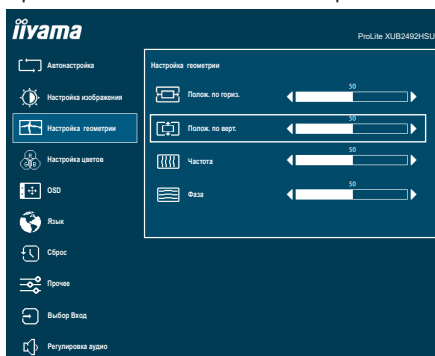 iiyama
ProLite XUB2492HSU
Автонастройка
Настройка изображения
Настройка геометрии
Настройка цветов
R
G B
OSD
Язык
Сброс
Прочее
Выбор Вход
Регулировка аудио
Настройка геометрии
Полож. по гориз.
50
Полож. по верт.
50
Частота
50
Фаза
50